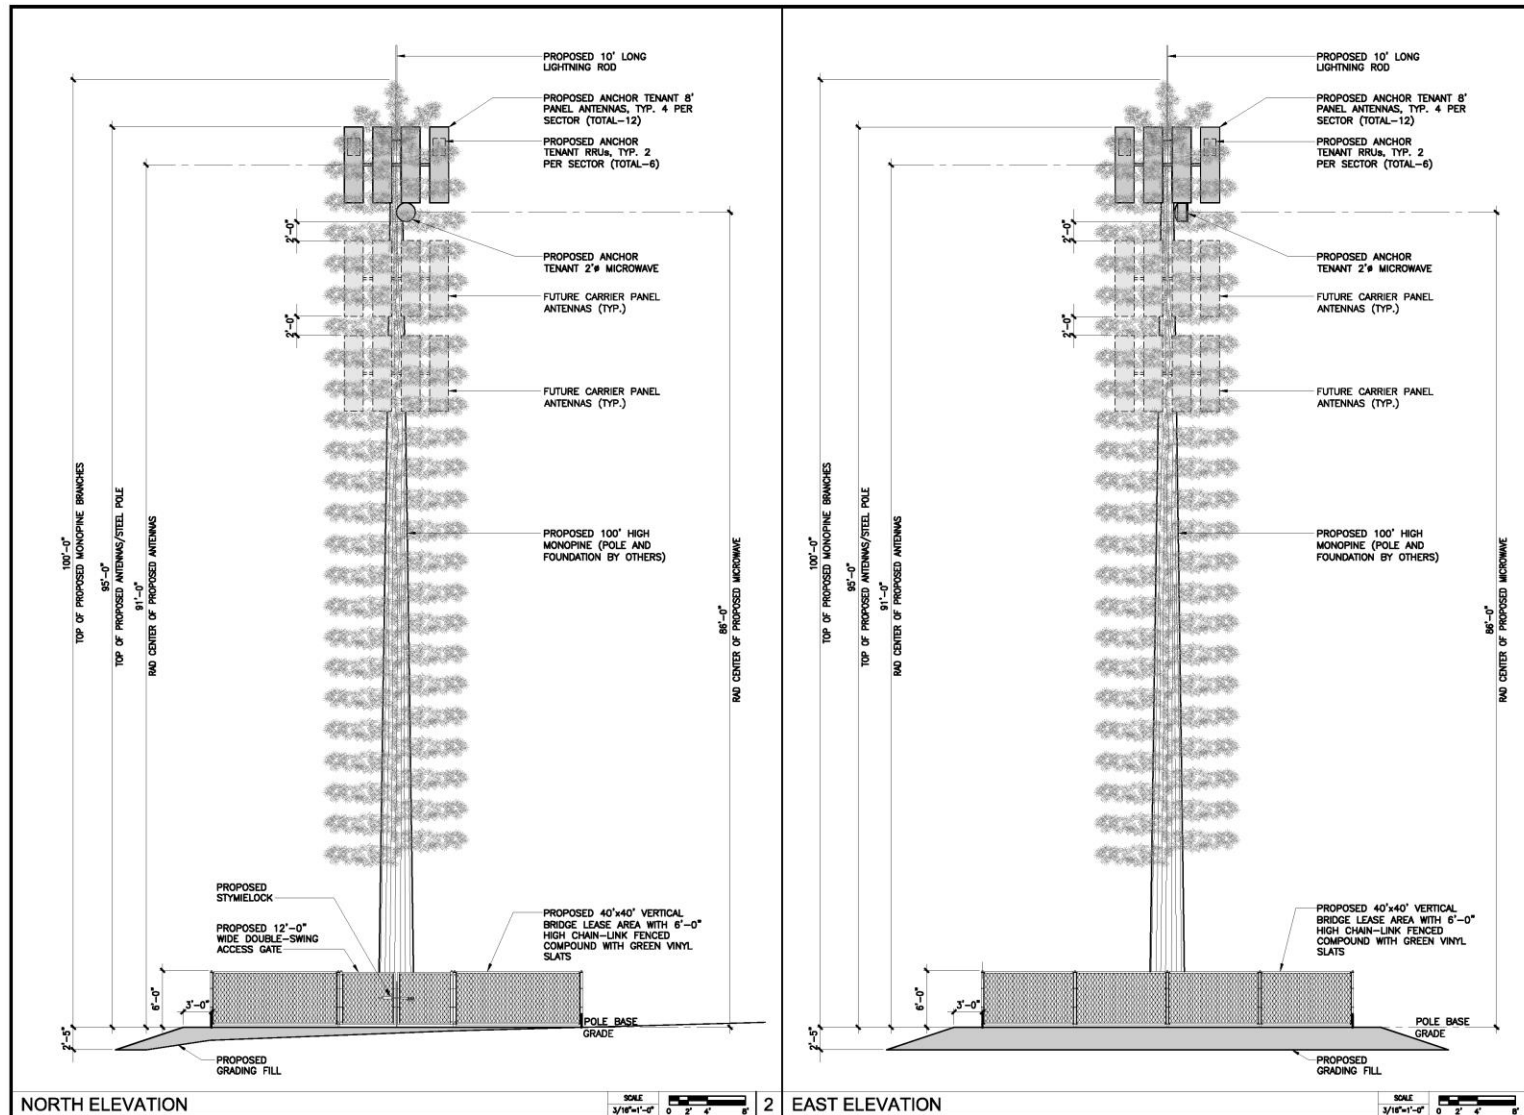 PROPOSED 10' LONG
LIGHTNING ROD
PROPOSED ANCHOR TENANT 8'
PANEL ANTENNAS, TYP. 4 PER
SECTOR (TOTAL-12)
PROPOSED ANCHOR
TENANT RRUs, TYP. 2
PER SECTOR (TOTAL-6)
2'-0"
PROPOSED ANCHOR
TENANT 2'ø MICROWAVE
FUTURE CARRIER PANEL
ANTENNAS (TYP.)
2'-0"
FUTURE CARRIER PANEL
ANTENNAS (TYP.)
100'-0"
TOP OF PROPOSED MONOPINE BRANCHES
95'-0"
TOP OF PROPOSED ANTENNAS/STEEL POLE
91'-0"
RAD CENTER OF PROPOSED ANTENNAS
PROPOSED 100' HIGH
MONOPINE (POLE AND
FOUNDATION BY OTHERS)
86'-0"
RAD CENTER OF PROPOSED MICROWAVE
PROPOSED
STYMIELOCK
PROPOSED 12'-0"
WIDE DOUBLE-SWING
ACCESS GATE
PROPOSED 40'x40' VERTICAL
BRIDGE LEASE AREA WITH 6'-0"
HIGH CHAIN-LINK FENCED
COMPOUND WITH GREEN VINYL
SLATS
6'-0"
3'-0"
2'-5"
POLE BASE
GRADE
PROPOSED
GRADING FILL
NORTH ELEVATION
SCALE
3/16"=1'-0"
0 2' 4' 8'
2
PROPOSED 10' LONG
LIGHTNING ROD
PROPOSED ANCHOR TENANT 8'
PANEL ANTENNAS, TYP. 4 PER
SECTOR (TOTAL-12)
PROPOSED ANCHOR
TENANT RRUs, TYP. 2
PER SECTOR (TOTAL-6)
2'-0"
PROPOSED ANCHOR
TENANT 2'ø MICROWAVE
FUTURE CARRIER PANEL
ANTENNAS (TYP.)
2'-0"
FUTURE CARRIER PANEL
ANTENNAS (TYP.)
100'-0"
TOP OF PROPOSED MONOPINE BRANCHES
95'-0"
TOP OF PROPOSED ANTENNAS/STEEL POLE
91'-0"
RAD CENTER OF PROPOSED ANTENNAS
PROPOSED 100' HIGH
MONOPINE (POLE AND
FOUNDATION BY OTHERS)
86'-0"
RAD CENTER OF PROPOSED MICROWAVE
PROPOSED 40'x40' VERTICAL
BRIDGE LEASE AREA WITH 6'-0"
HIGH CHAIN-LINK FENCED
COMPOUND WITH GREEN VINYL
SLATS
6'-0"
3'-0"
2'-5"
POLE BASE
GRADE
PROPOSED
GRADING FILL
EAST ELEVATION
SCALE
3/16"=1'-0"
0 2' 4' 8'